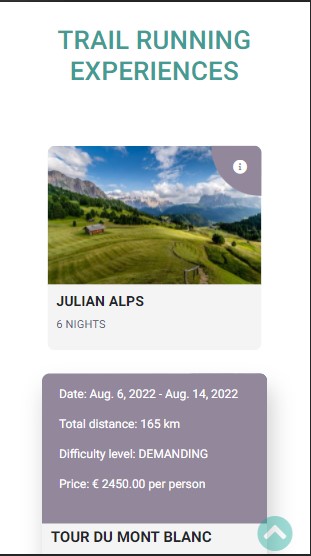 TRAIL RUNNING
EXPERIENCES
JULIAN ALPS
6 NIGHTS
Date: Aug. 6, 2022 - Aug. 14, 2022
Total distance: 165 km
Difficulty level: DEMANDING
Price: € 2450.00 per person
TOUR DU MONT BLANC